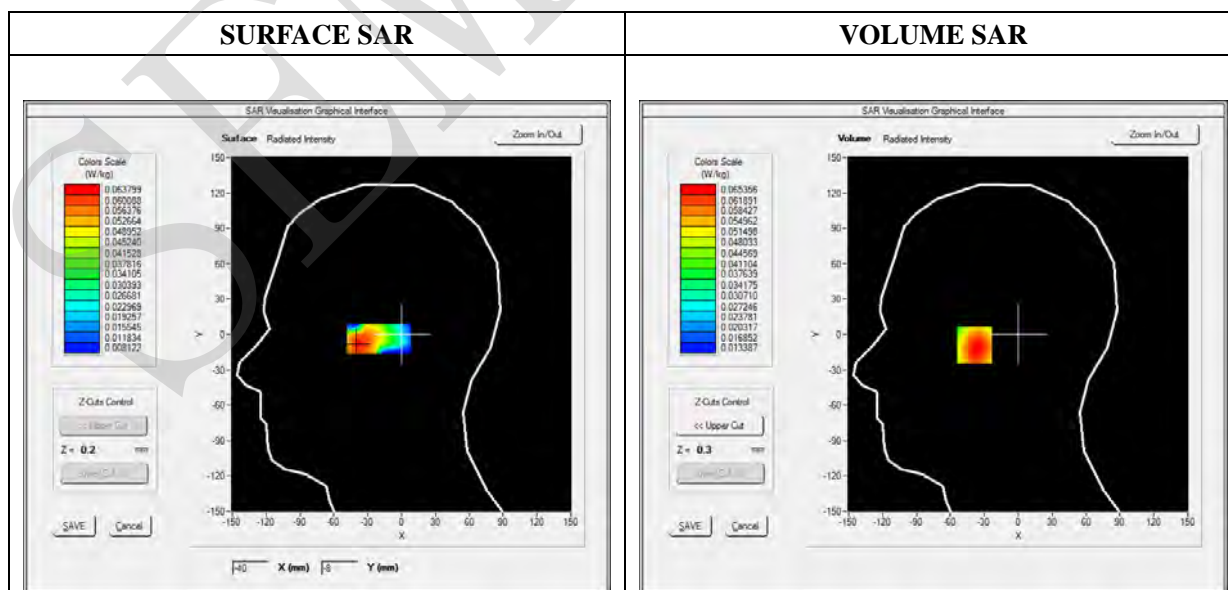 SURFACE SAR
VOLUME SAR
SAR Visualisation Graphical Interface
Surface Radiated Intensity
Zoom In/Out
Colors Scale
(W/kg)
0.063799
0.060088
0.056376
0.052664
0.048952
0.045240
0.041528
0.037816
0.034105
0.030393
0.026681
0.022969
0.019257
0.015545
0.011834
0.008122
Z-Cuts Control
<< Upper Cut
Z = 0.2 mm
SAVE
Cancel
Y
150
120
90
60
30
0
-30
-60
-90
-120
-150
-150 -120 -90 -60 -30 0 30 60 90 120 150
X
-40 X (mm) -8 Y (mm)
SAR Visualisation Graphical Interface
Volume Radiated Intensity
Zoom In/Out
Colors Scale
(W/kg)
0.065356
0.061891
0.058427
0.054962
0.051498
0.048033
0.044569
0.041104
0.037639
0.034175
0.030710
0.027246
0.023781
0.020317
0.016852
0.013387
Z-Cuts Control
<< Upper Cut
Z = 0.3 mm
SAVE
Cancel
Y
150
120
90
60
30
0
-30
-60
-90
-120
-150
-150 -120 -90 -60 -30 0 30 60 90 120 150
X